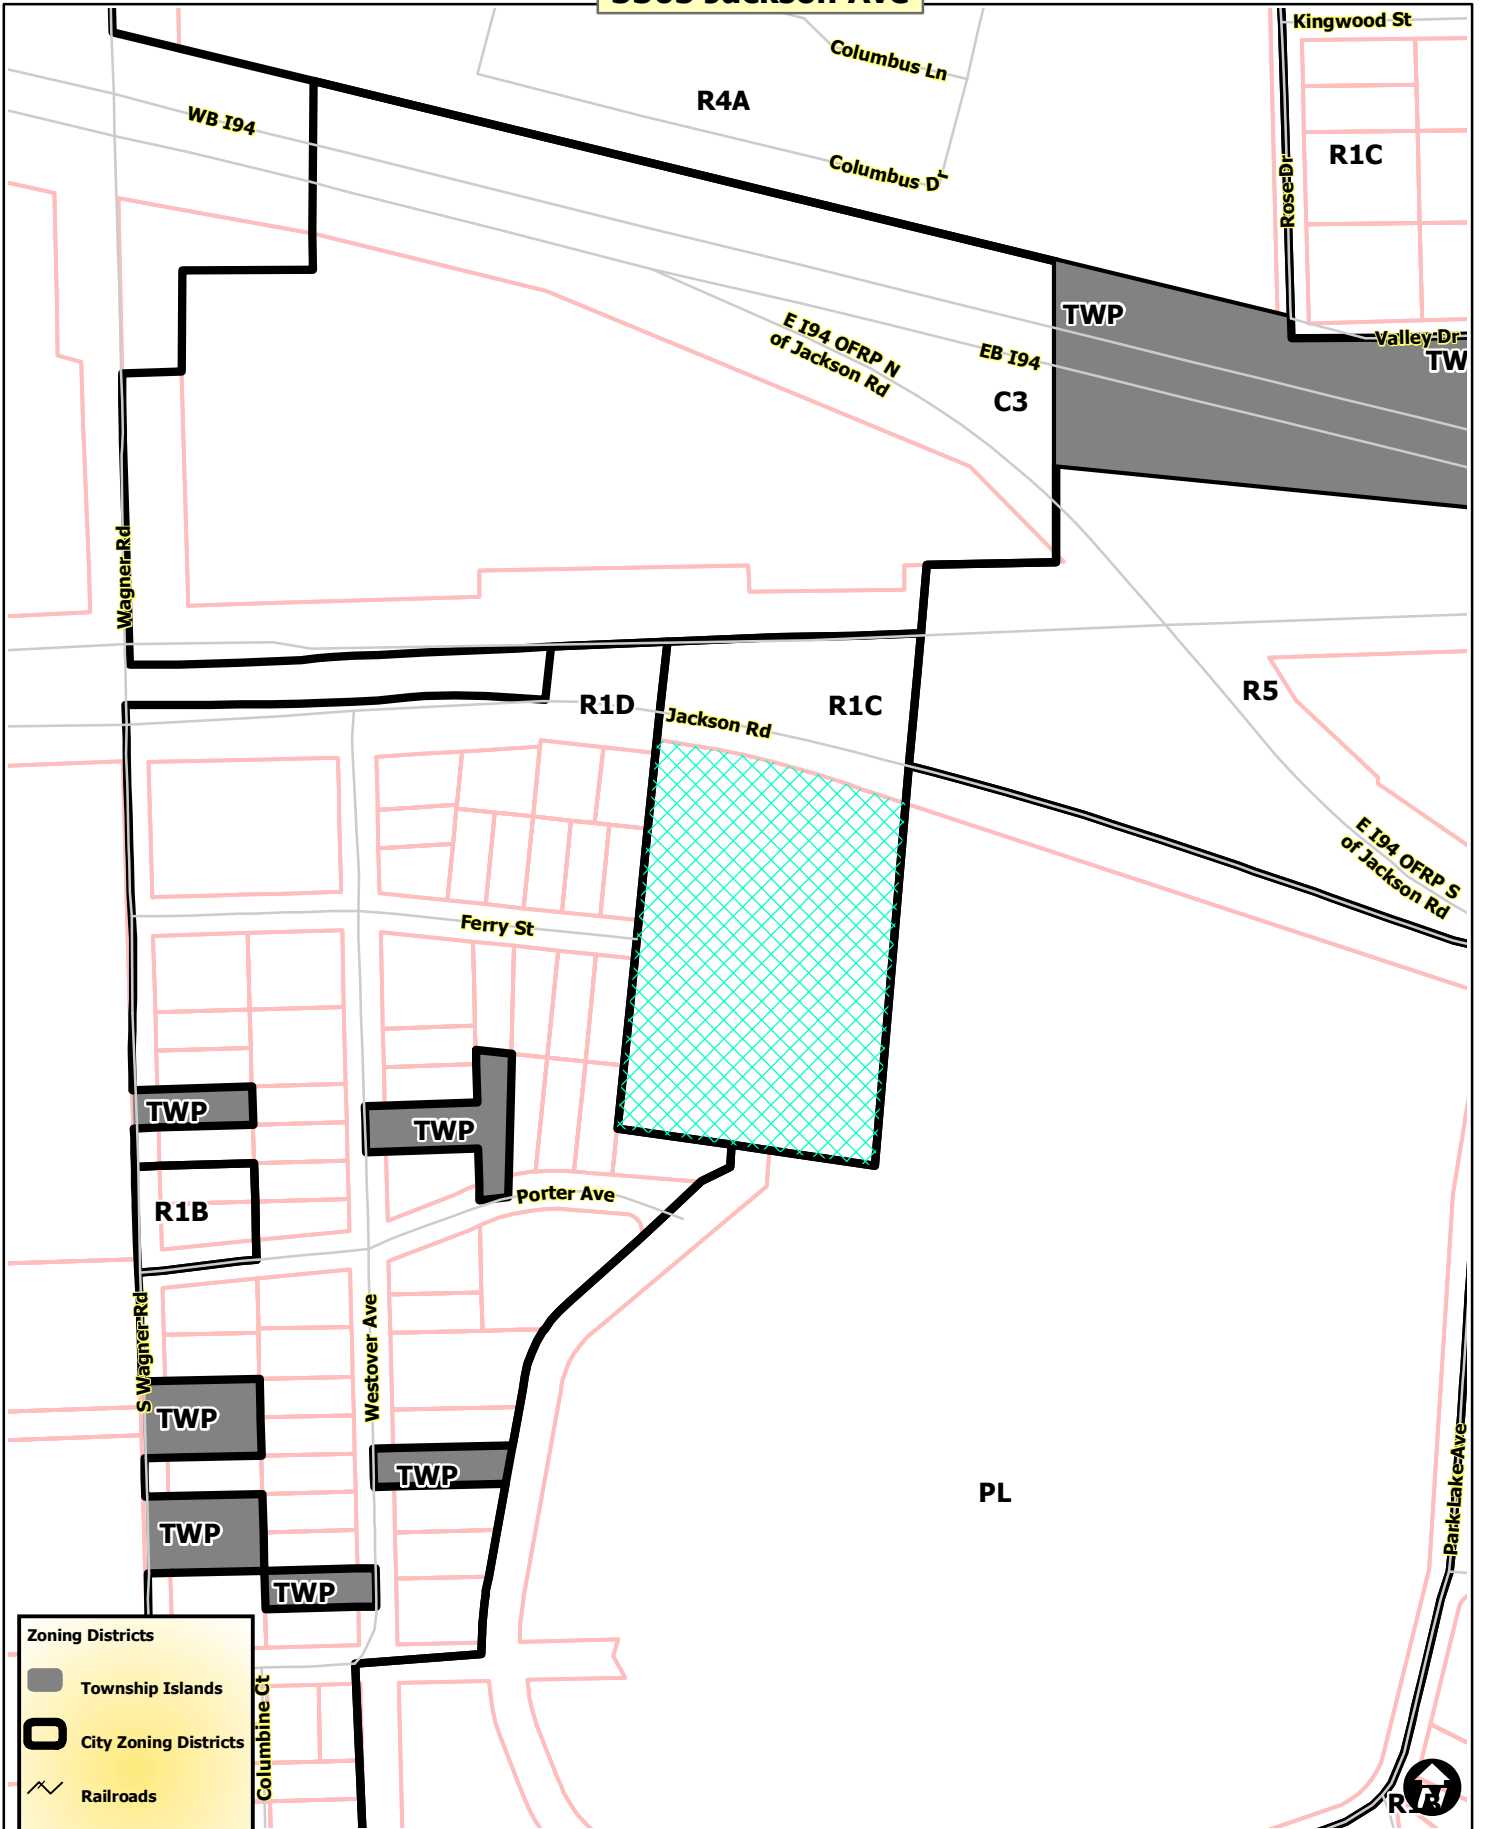 Kingwood St
Columbus Ln
R4A
WB I94
R1C
Columbus Dr
Rose Dr
TWP
E I94 OFRP N
of Jackson Rd
EB I94
Valley Dr
C3
Wagner Rd
R1D
R1C
R5
Jackson Rd
E I94 OFRP S
of Jackson Rd
Ferry St
TWP
TWP
R1B
Porter Ave
S Wagner Rd
Westover Ave
TWP
TWP
PL
Park Lake Ave
TWP
TWP
Columbine Ct
Zoning Districts
Township Islands
City Zoning Districts
Railroads
R1B
N